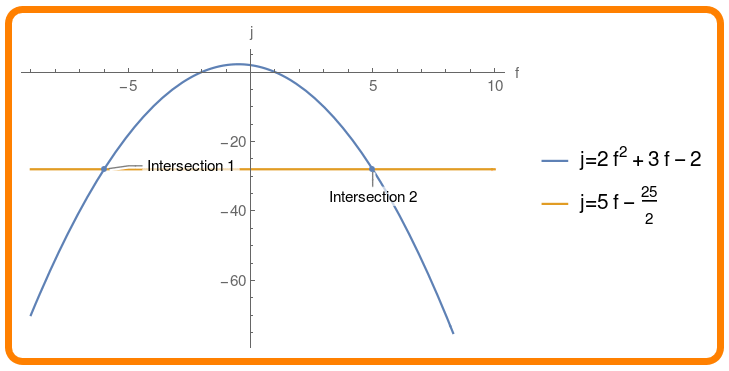 j
f
−5
5
10
−20
−40
−60
Intersection 1
Intersection 2
j=2 f² + 3 f − 2
j=5 f − 25/2